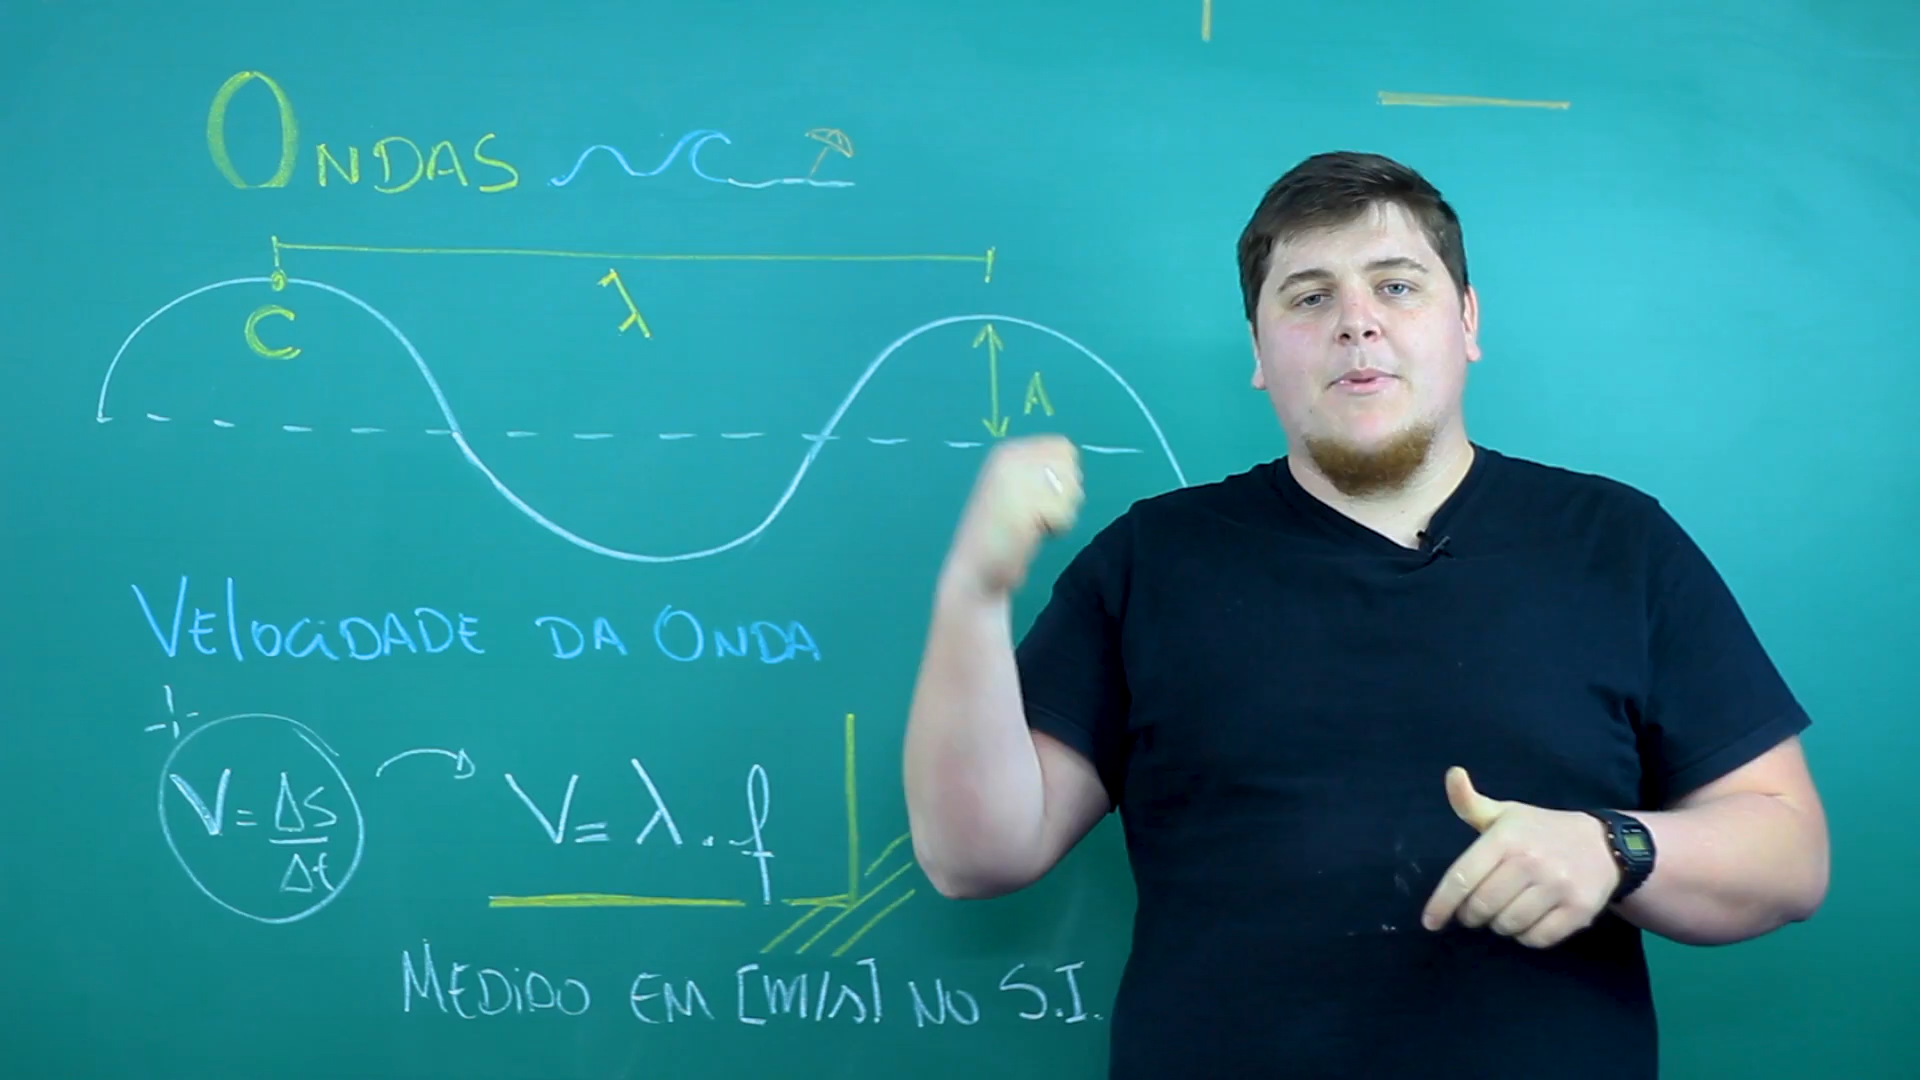 ONDAS
λ
C
A
VELOCIDADE DA ONDA
V = ΔS/Δt
V = λ . f
MEDIDO EM [m/s] NO S.I.